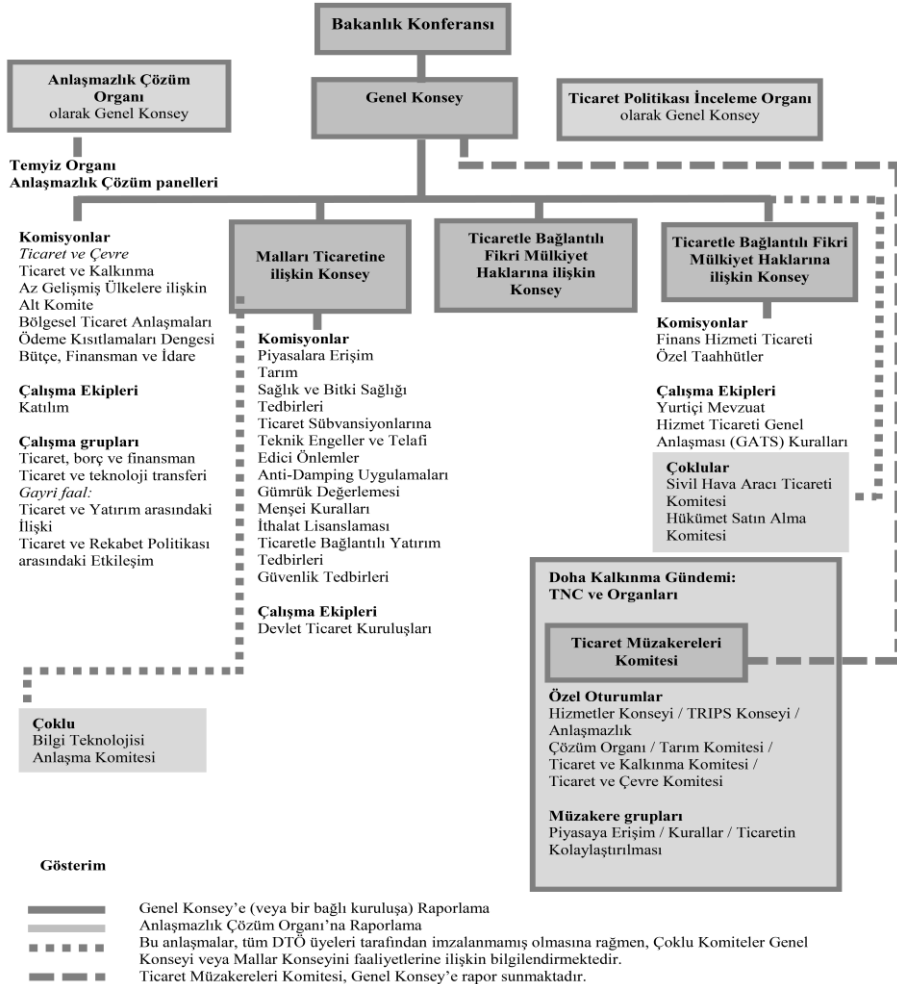 Bakanlık Konferansı
Anlaşmazlık Çözüm
Organı
olarak Genel Konsey
Genel Konsey
Ticaret Politikası İnceleme Organı
olarak Genel Konsey
Temyiz Organı
Anlaşmazlık Çözüm panelleri
Komisyonlar
Ticaret ve Çevre
Ticaret ve Kalkınma
Az Gelişmiş Ülkelere ilişkin
Alt Komite
Bölgesel Ticaret Anlaşmaları
Ödeme Kısıtlamaları Dengesi
Bütçe, Finansman ve İdare
Çalışma Ekipleri
Katılım
Çalışma grupları
Ticaret, borç ve finansman
Ticaret ve teknoloji transferi
Gayri faal:
Ticaret ve Yatırım arasındaki
İlişki
Ticaret ve Rekabet Politikası
arasındaki Etkileşim
Malları Ticaretine
ilişkin Konsey
Komisyonlar
Piyasalara Erişim
Tarım
Sağlık ve Bitki Sağlığı
Tedbirleri
Ticaret Sübvansiyonlarına
Teknik Engeller ve Telafi
Edici Önlemler
Anti-Damping Uygulamaları
Gümrük Değerlemesi
Menşei Kuralları
İthalat Lisanslaması
Ticaretle Bağlantılı Yatırım
Tedbirleri
Güvenlik Tedbirleri
Çalışma Ekipleri
Devlet Ticaret Kuruluşları
Ticaretle Bağlantılı
Fikri Mülkiyet
Haklarına ilişkin
Konsey
Ticaretle Bağlantılı Fikri
Mülkiyet Haklarına
ilişkin Konsey
Komisyonlar
Finans Hizmeti Ticareti
Özel Taahhütler
Çalışma Ekipleri
Yurtiçi Mevzuat
Hizmet Ticareti Genel
Anlaşması (GATS) Kuralları
Çoklular
Sivil Hava Aracı Ticareti
Komitesi
Hükümet Satın Alma
Komitesi
Doha Kalkınma Gündemi:
TNC ve Organları
Ticaret Müzakereleri
Komitesi
Özel Oturumlar
Hizmetler Konseyi / TRIPS Konseyi /
Anlaşmazlık
Çözüm Organı / Tarım Komitesi /
Ticaret ve Kalkınma Komitesi /
Ticaret ve Çevre Komitesi
Müzakere grupları
Piyasaya Erişim / Kurallar / Ticaretin
Kolaylaştırılması
Çoklu
Bilgi Teknolojisi
Anlaşma Komitesi
Gösterim
Genel Konsey’e (veya bir bağlı kuruluşa) Raporlama
Anlaşmazlık Çözüm Organı’na Raporlama
Bu anlaşmalar, tüm DTÖ üyeleri tarafından imzalanmamış olmasına rağmen, Çoklu Komiteler Genel
Konseyi veya Mallar Konseyini faaliyetlerine ilişkin bilgilendirmektedir.
Ticaret Müzakereleri Komitesi, Genel Konsey’e rapor sunmaktadır.